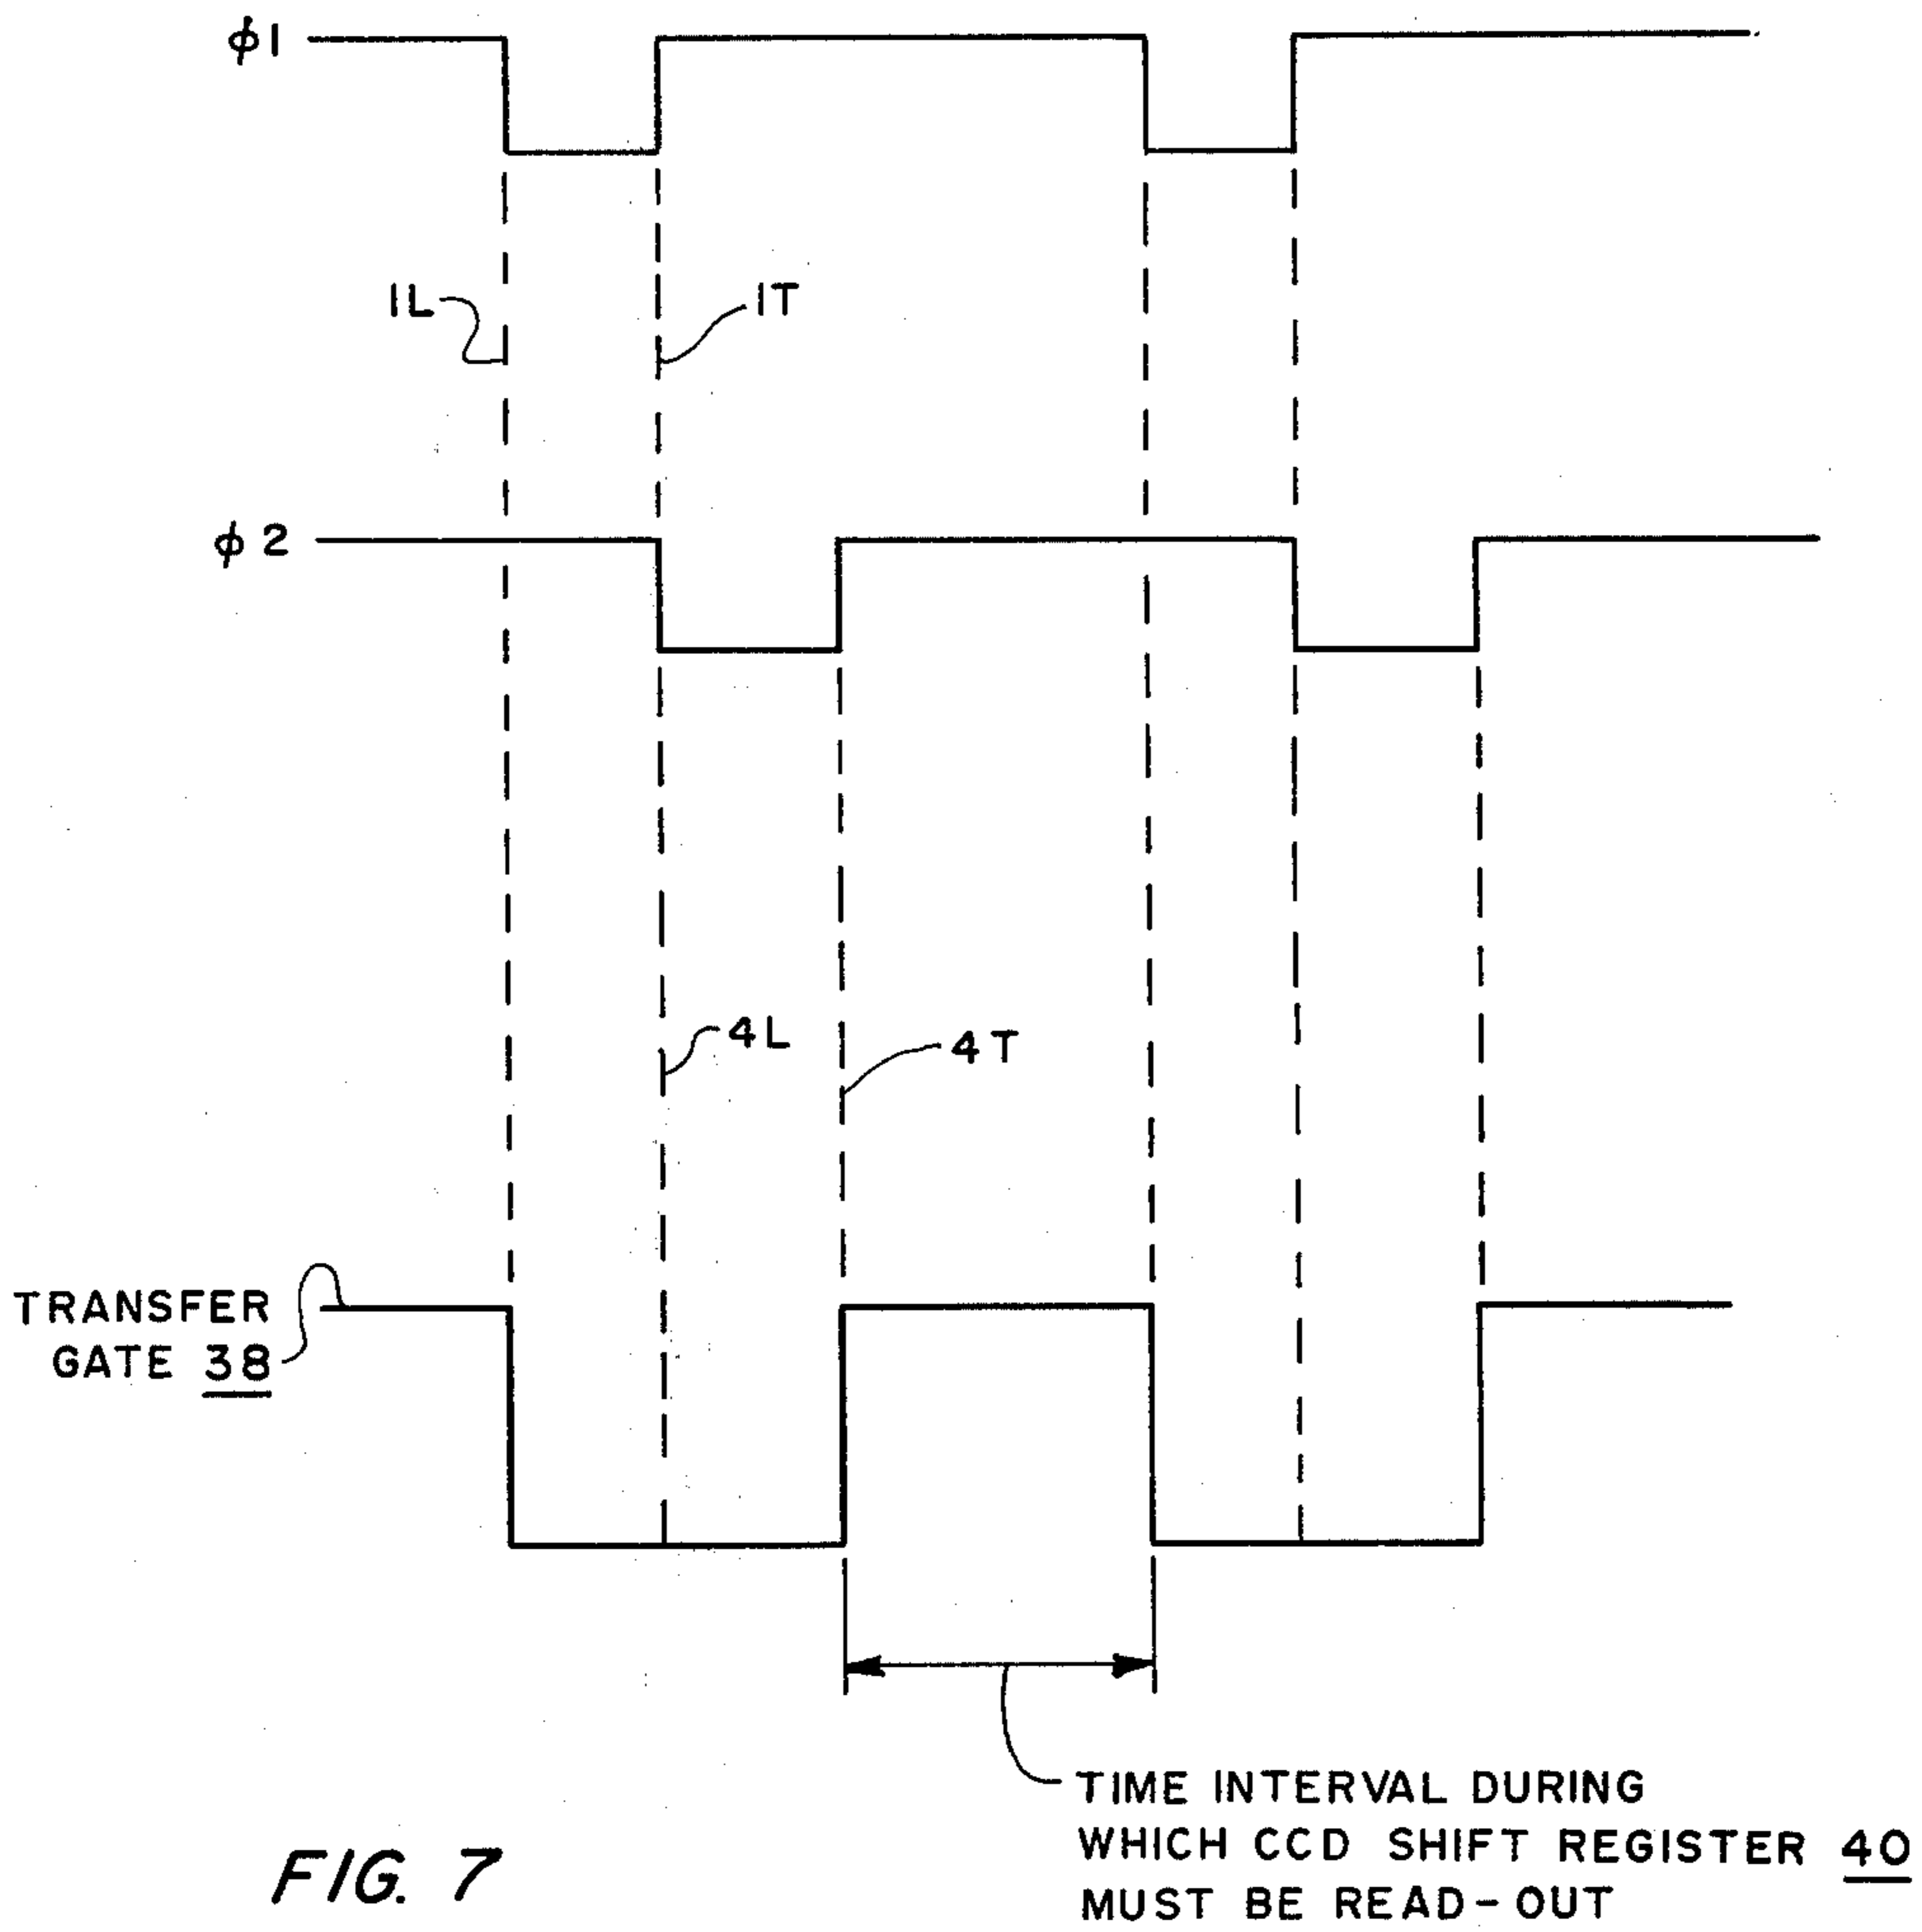 ϕ1
1L
1T
ϕ2
4L
4T
TRANSFER
GATE 38
TIME INTERVAL DURING
WHICH CCD SHIFT REGISTER 40
MUST BE READ-OUT
FIG. 7